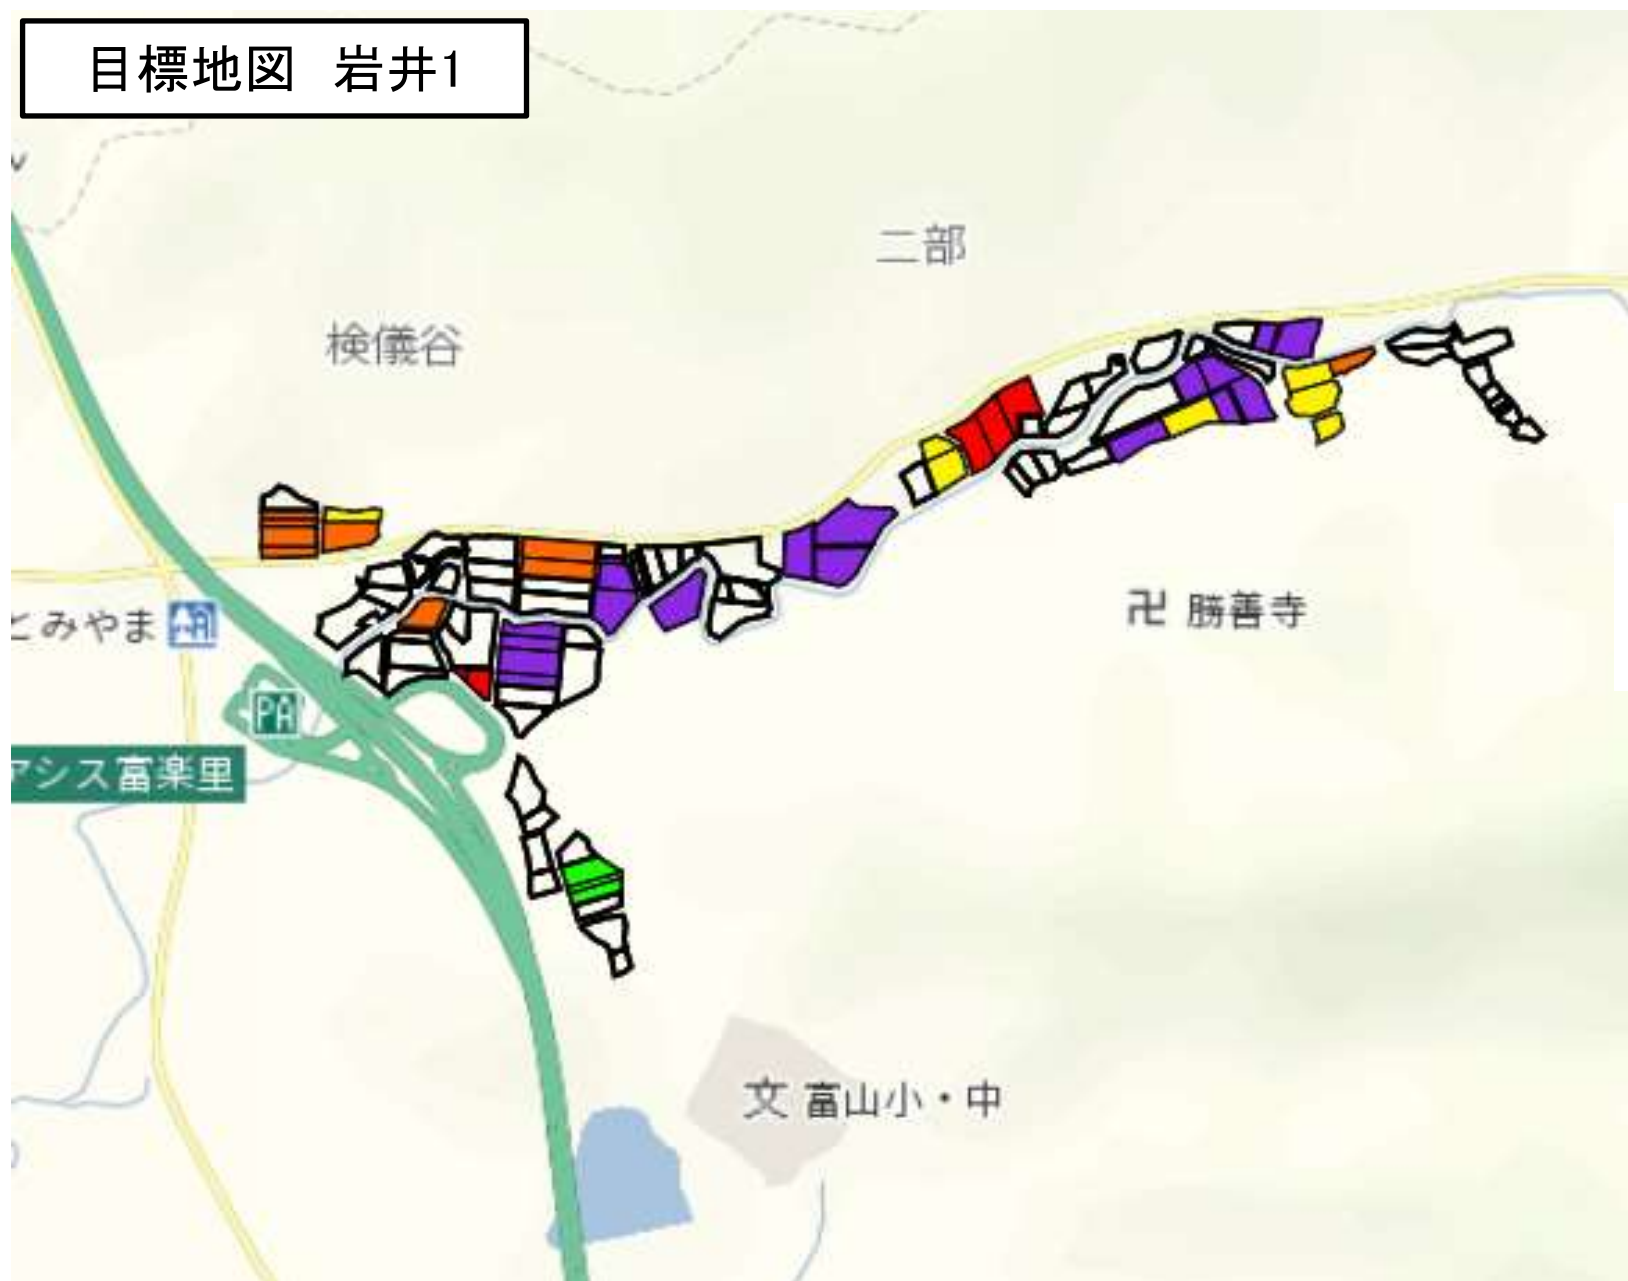 目標地図　岩井1
二部
検儀谷
卍 勝善寺
とみやま
PA
アシス富楽里
文 富山小・中